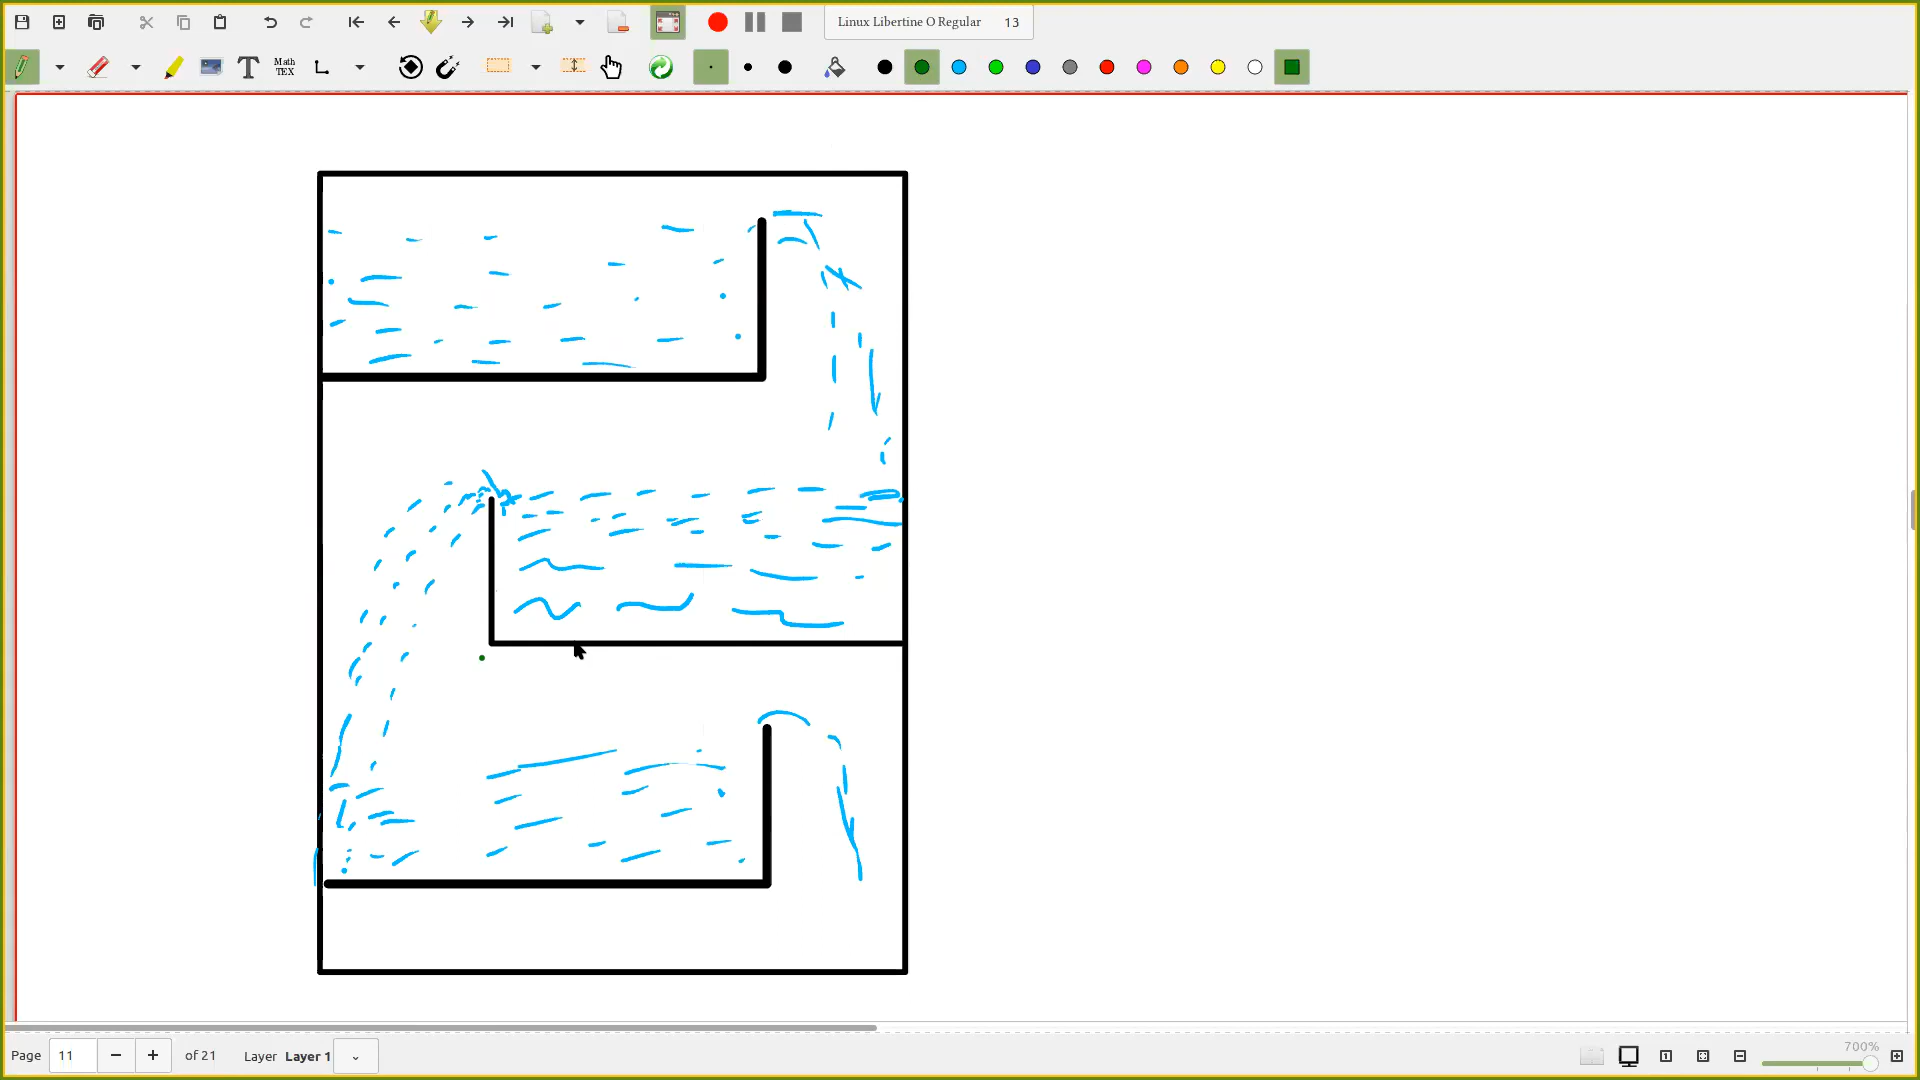 Linux Libertine O Regular 13
T Math TEX
Page 11 of 21 Layer Layer 1 700%